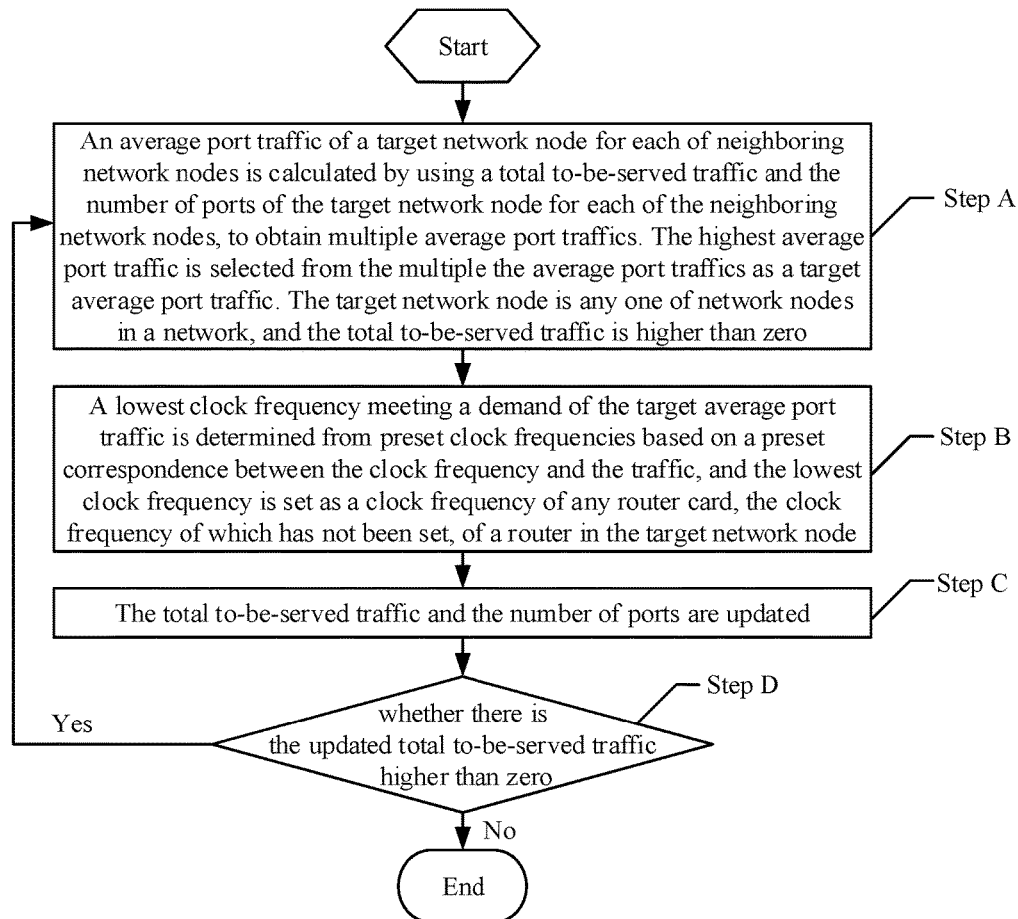 Start
An average port traffic of a target network node for each of neighboring
network nodes is calculated by using a total to-be-served traffic and the
number of ports of the target network node for each of the neighboring
network nodes, to obtain multiple average port traffics. The highest average
port traffic is selected from the multiple the average port traffics as a target
average port traffic. The target network node is any one of network nodes
in a network, and the total to-be-served traffic is higher than zero
Step A
A lowest clock frequency meeting a demand of the target average port
traffic is determined from preset clock frequencies based on a preset
correspondence between the clock frequency and the traffic, and the lowest
clock frequency is set as a clock frequency of any router card, the clock
frequency of which has not been set, of a router in the target network node
Step B
The total to-be-served traffic and the number of ports are updated
Step C
whether there is
the updated total to-be-served traffic
higher than zero
Step D
Yes
No
End